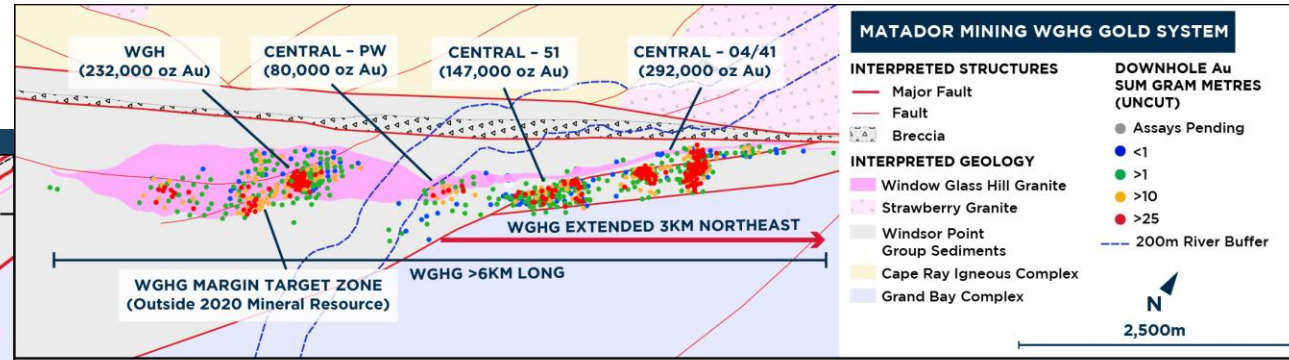 WGH
(232,000 oz Au)
CENTRAL – PW
(80,000 oz Au)
CENTRAL – 51
(147,000 oz Au)
CENTRAL – 04/41
(292,000 oz Au)
WGHG EXTENDED 3KM NORTHEAST
WGHG >6KM LONG
WGHG MARGIN TARGET ZONE
(Outside 2020 Mineral Resource)
MATADOR MINING WGHG GOLD SYSTEM
INTERPRETED STRUCTURES
Major Fault
Fault
Breccia
INTERPRETED GEOLOGY
Window Glass Hill Granite
Strawberry Granite
Windsor Point
Group Sediments
Cape Ray Igneous Complex
Grand Bay Complex
DOWNHOLE Au
SUM GRAM METRES
(UNCUT)
Assays Pending
<1
>1
>10
>25
200m River Buffer
N
2,500m